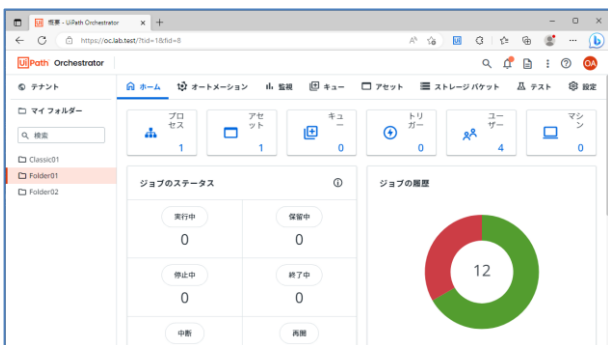 概要 - UiPath Orchestrator
https://oc.lab.test/?tid=1&fid=8
UiPath Orchestrator
OA
テナント
ホーム オートメーション 監視 キュー アセット ストレージ バケット テスト 設定
マイ フォルダー
検索
Classic01
Folder01
Folder02
プロセス
1
アセット
1
キュー
0
トリガー
0
ユーザー
4
マシン
0
ジョブのステータス
実行中
0
保留中
0
停止中
0
終了中
0
中断
再開
ジョブの履歴
12